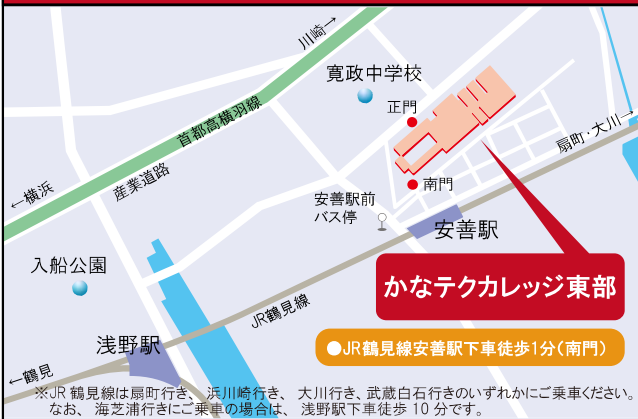 川崎→
寛政中学校
正門
首都高横羽線
扇町・大川→
産業道路
←横浜
南門
安善駅前
バス停
安善駅
入船公園
かなテクカレッジ東部
JR鶴見線
●JR鶴見線安善駅下車徒歩1分(南門)
浅野駅
←鶴見
※JR 鶴見線は扇町行き、浜川崎行き、大川行き、武蔵白石行きのいずれかにご乗車ください。
なお、海芝浦行きにご乗車の場合は、浅野駅下車徒歩 10 分です。